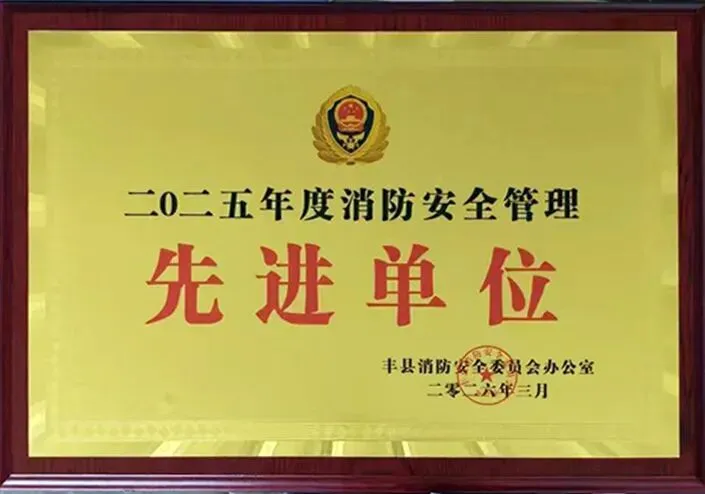 二0二五年度消防安全管理
先进单位
丰县消防安全委员会办公室
二零二六年三月